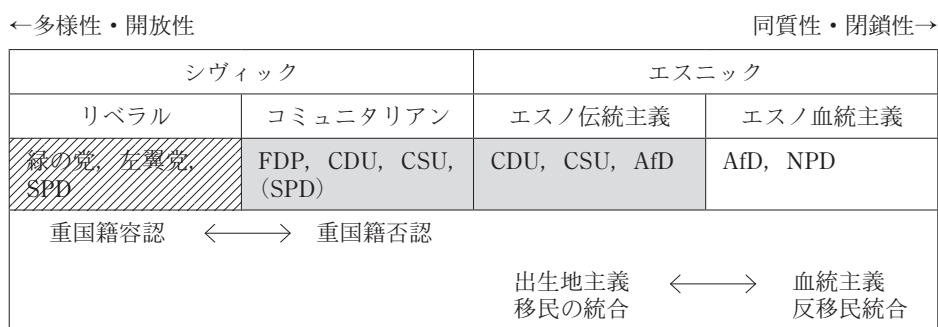 ←多様性・開放性 同質性・閉鎖性→
シヴィック エスニック
リベラル コミュニタリアン エスノ伝統主義 エスノ血統主義
緑の党，左翼党，SPD FDP，CDU，CSU，（SPD） CDU，CSU，AfD AfD，NPD
重国籍容認 ←→ 重国籍否認
出生地主義 ←→ 血統主義
移民の統合 反移民統合